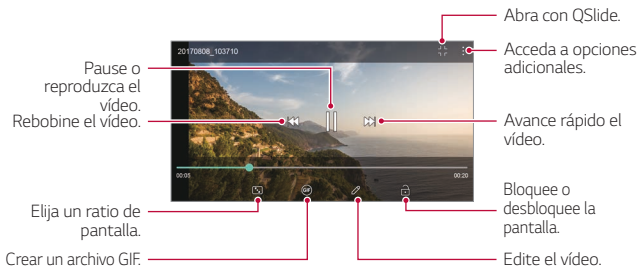 Abra con QSlide.
20170808_103710
Acceda a opciones
adicionales.
Pause o
reproduzca el
vídeo.
Rebobine el vídeo.
Avance rápido el
vídeo.
00:05
00:20
Elija un ratio de
pantalla.
GIF
Bloquee o
desbloquee la
pantalla.
Crear un archivo GIF.
Edite el vídeo.